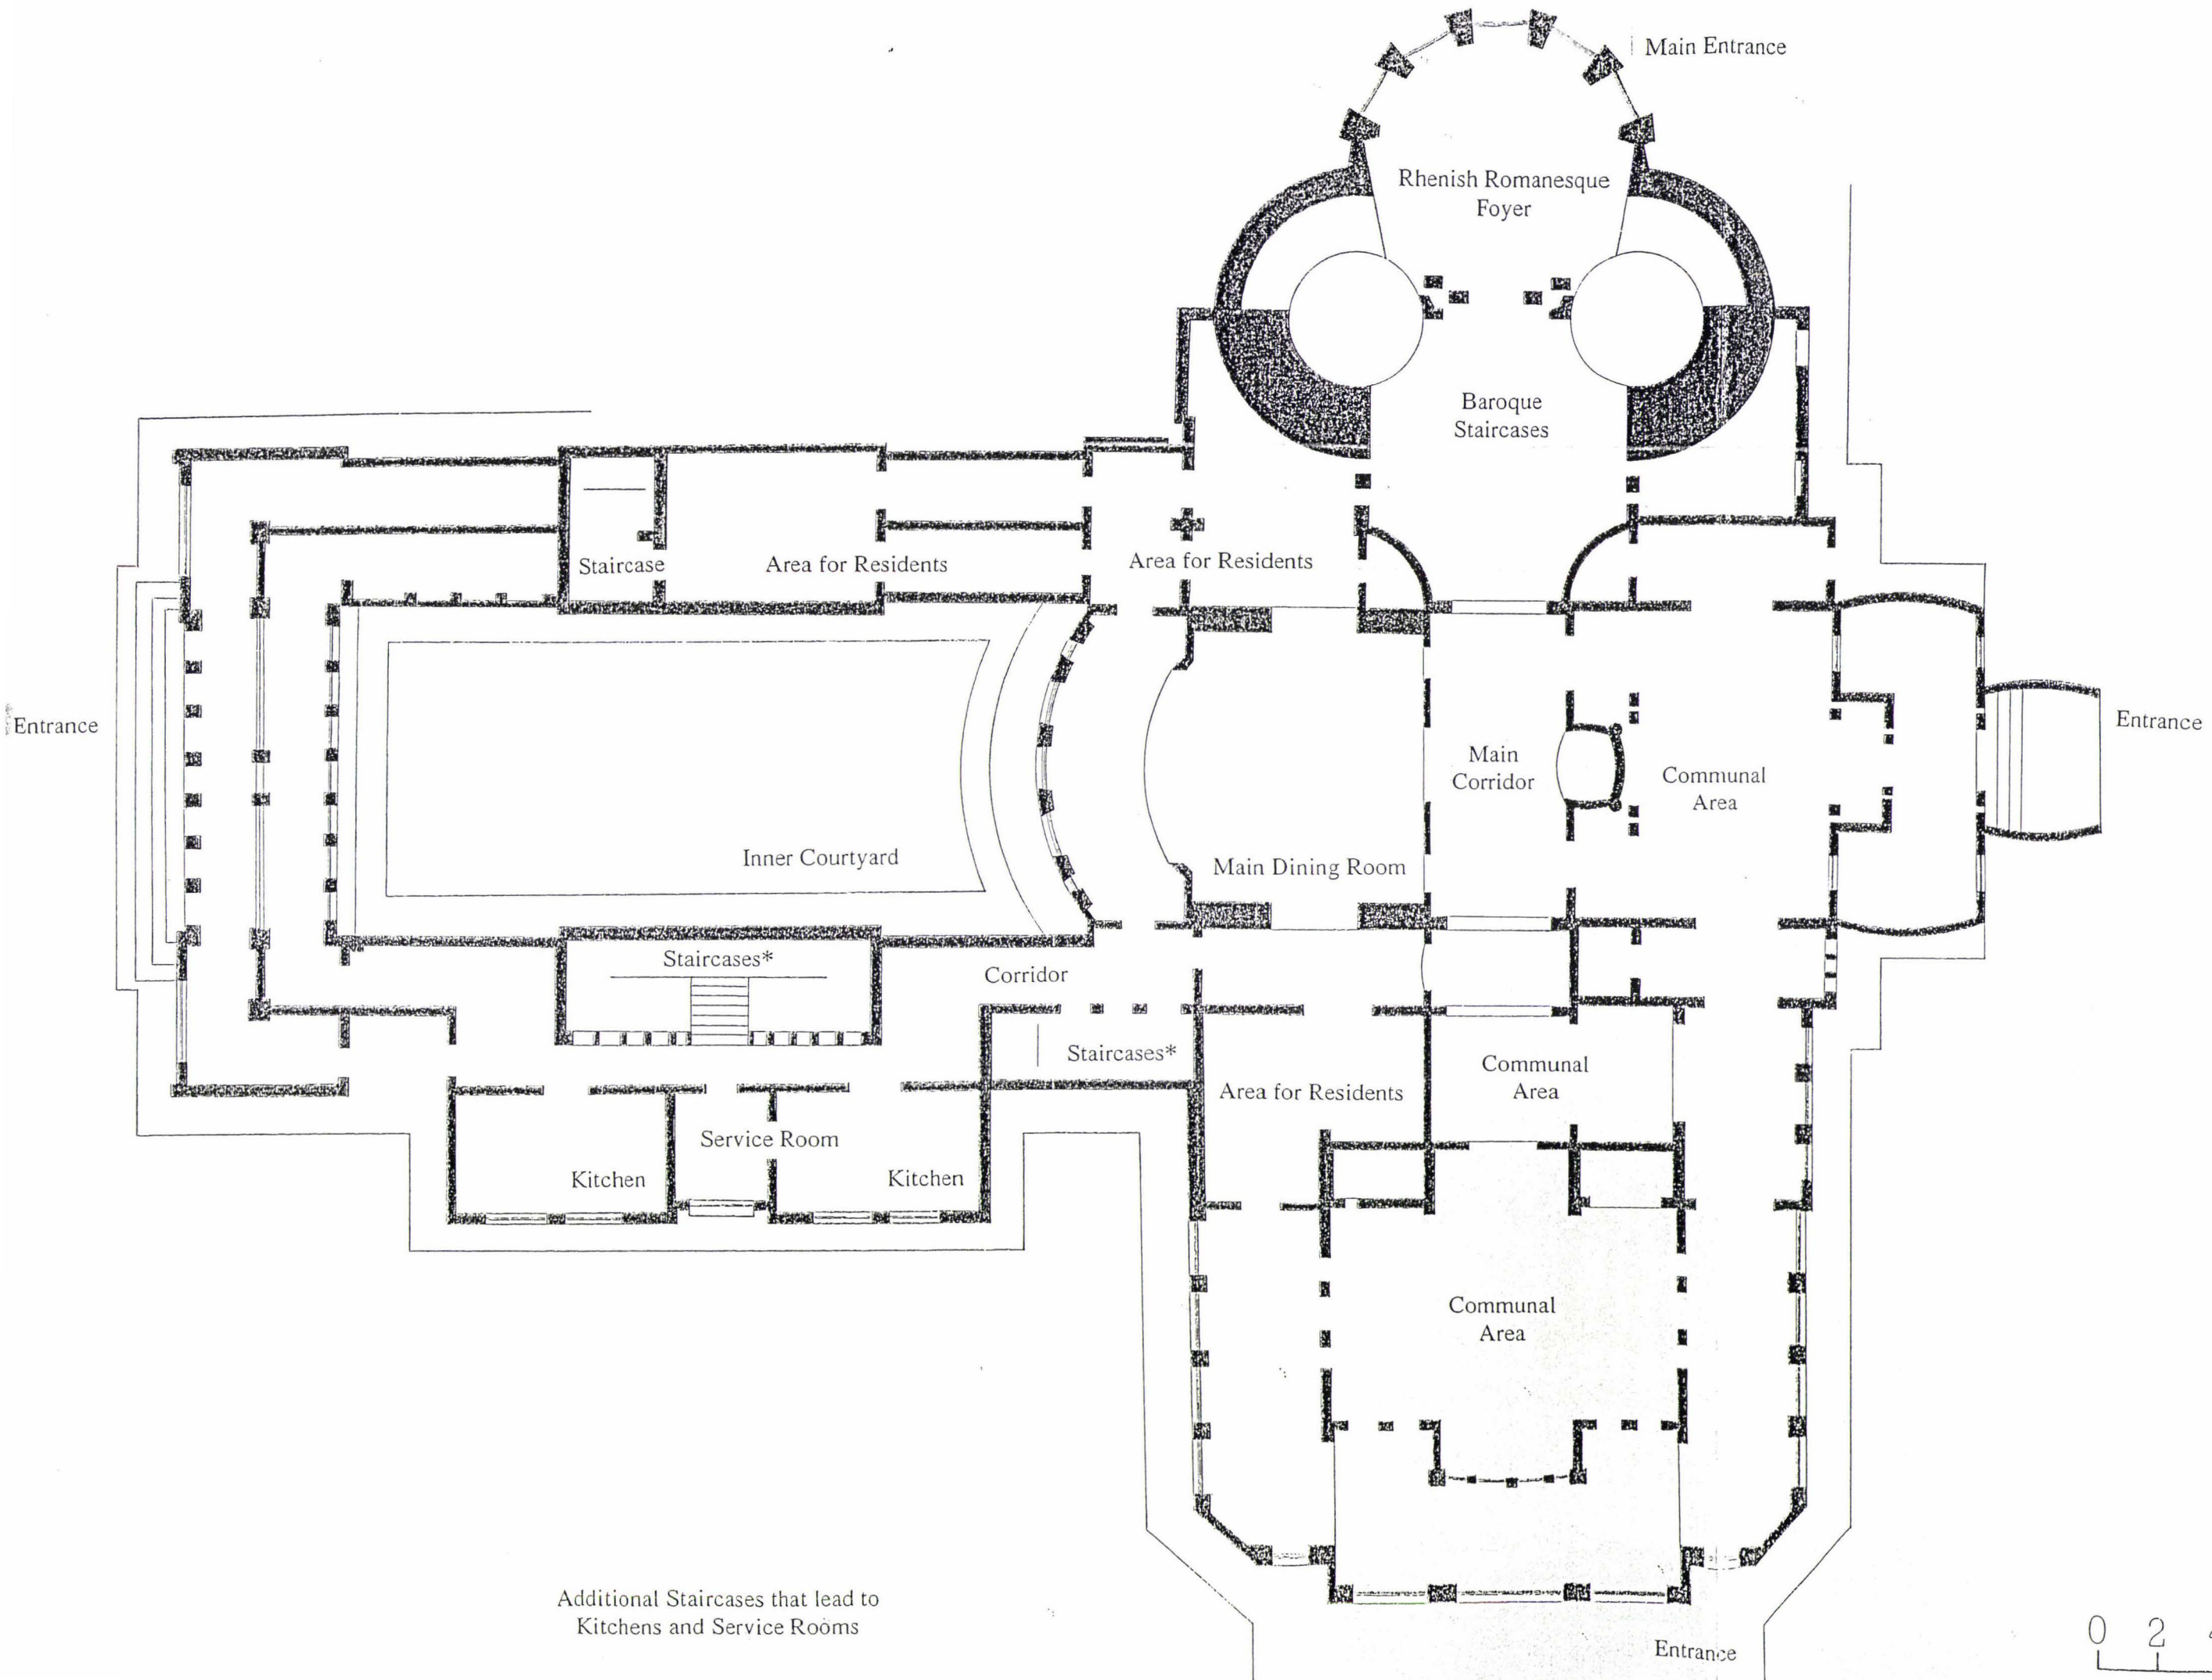 Main Entrance
Rhenish Romanesque
Foyer
Baroque
Staircases
Staircase
Area for Residents
Area for Residents
Entrance
Entrance
Main
Corridor
Communal
Area
Inner Courtyard
Main Dining Room
Staircases*
Corridor
Staircases*
Communal
Area
Area for Residents
Service Room
Kitchen
Kitchen
Communal
Area
Additional Staircases that lead to
Kitchens and Service Rooms
Entrance
0 2